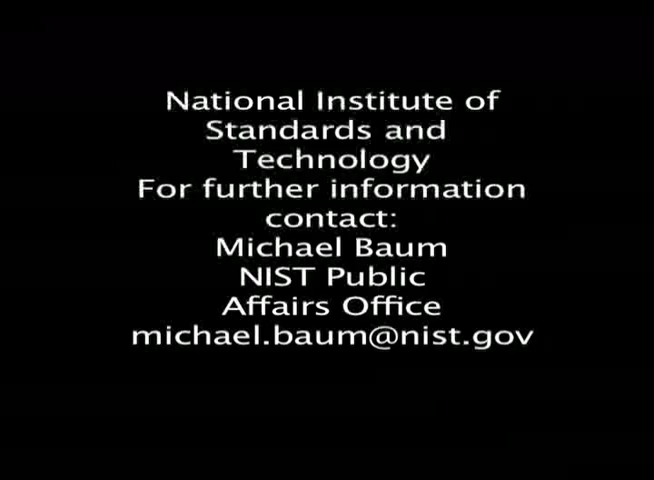 National Institute of
Standards and
Technology
For further information
contact:
Michael Baum
NIST Public
Affairs Office
michael.baum@nist.gov